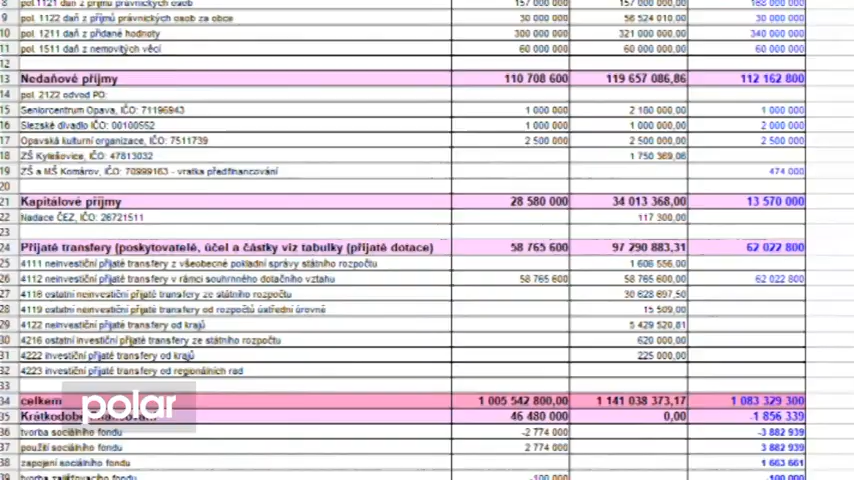 8 pol. 1121 daň z příjmů právnických osob 157 000 000 157 000 000,00 168 000 000
9 pol. 1122 daň z příjmů právnických osob za obce 30 000 000 56 524 010,00 30 000 000
10 pol. 1211 daň z přidané hodnoty 300 000 000 321 000 000,00 340 000 000
11 pol. 1511 daň z nemovitých věcí 60 000 000 60 000 000,00 60 000 000
12
13 Nedaňové příjmy 110 708 600 119 657 086,86 112 162 800
14 pol. 2122 odvod PO:
15 Seniorcentrum Opava, IČO: 71196943 1 000 000 2 160 000,00 1 000 000
16 Slezské divadlo IČO: 00100552 1 000 000 1 000 000,00 2 000 000
17 Opavská kulturní organizace, IČO: 7511739 2 500 000 2 500 000,00 2 500 000
18 ZŠ Kylešovice, IČO: 47813032 1 750 369,06
19 ZŠ a MŠ Komárov, IČO: 70999163 - vratka předfinancování 474 000
20
21 Kapitálové příjmy 28 580 000 34 013 368,00 13 570 000
22 Nadace ČEZ, IČO: 26721511 117 300,00
23
24 Přijaté transfery (poskytovatelé, účel a částky viz tabulky (přijaté dotace) 58 765 600 97 290 883,31 62 022 800
25 4111 neinvestiční přijaté transfery z všeobecné pokladní správy státního rozpočtu 1 606 556,00
26 4112 neinvestiční přijaté transfery v rámci souhrnného dotačního vztahu 58 765 600 58 765 600,00 62 022 800
27 4116 ostatní neinvestiční přijaté transfery ze státního rozpočtu 30 628 697,50
28 4119 ostatní neinvestiční přijaté transfery od rozpočtů ústřední úrovně 15 509,00
29 4122 neinvestiční přijaté transfery od krajů 5 429 520,81
30 4216 ostatní investiční přijaté transfery ze státního rozpočtu 620 000,00
31 4222 investiční přijaté transfery od krajů 225 000,00
32 4223 investiční přijaté transfery od regionálních rad
33
34 celkem 1 005 542 800,00 1 141 038 373,17 1 083 329 300
polar
35 46 480 000 0,00 -1 856 339
36 tvorba sociálního fondu -2 774 000 -3 882 939
37 použití sociálního fondu 2 774 000 3 882 939
38 zapojení sociálního fondu 1 663 661
39 tvorba zajišťovacího fondu -100 000 -100 000